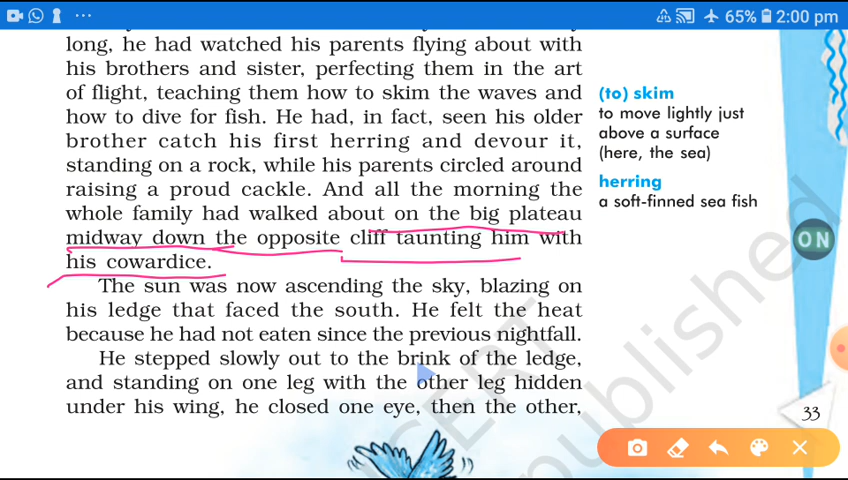 65% 2:00 pm
long, he had watched his parents flying about with
his brothers and sister, perfecting them in the art
of flight, teaching them how to skim the waves and
how to dive for fish. He had, in fact, seen his older
brother catch his first herring and devour it,
standing on a rock, while his parents circled around
raising a proud cackle. And all the morning the
whole family had walked about on the big plateau
midway down the opposite cliff taunting him with
his cowardice.
The sun was now ascending the sky, blazing on
his ledge that faced the south. He felt the heat
because he had not eaten since the previous nightfall.
He stepped slowly out to the brink of the ledge,
and standing on one leg with the other leg hidden
under his wing, he closed one eye, then the other,
(to) skim
to move lightly just
above a surface
(here, the sea)
herring
a soft-finned sea fish
ON
33
NCERT
published